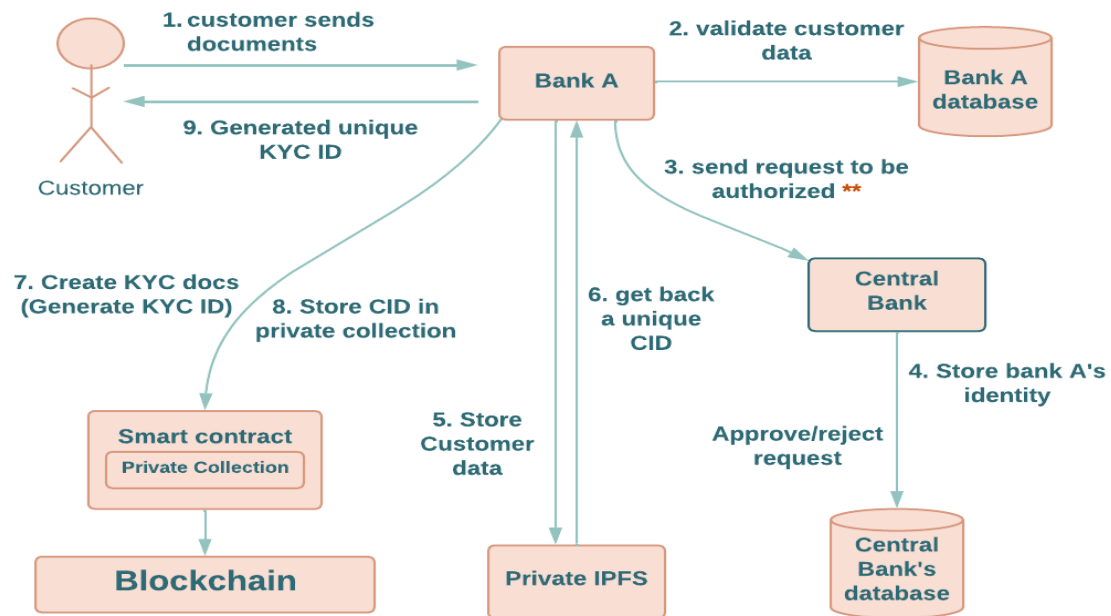 1. customer sends
documents
2. validate customer
data
Bank A
Bank A
database
9. Generated unique
KYC ID
Customer
3. send request to be
authorized **
7. Create KYC docs
(Generate KYC ID)
8. Store CID in
private collection
6. get back
a unique
CID
Central
Bank
4. Store bank A's
identity
Approve/reject
request
5. Store
Customer
data
Smart contract
Private Collection
Blockchain
Private IPFS
Central
Bank's
database